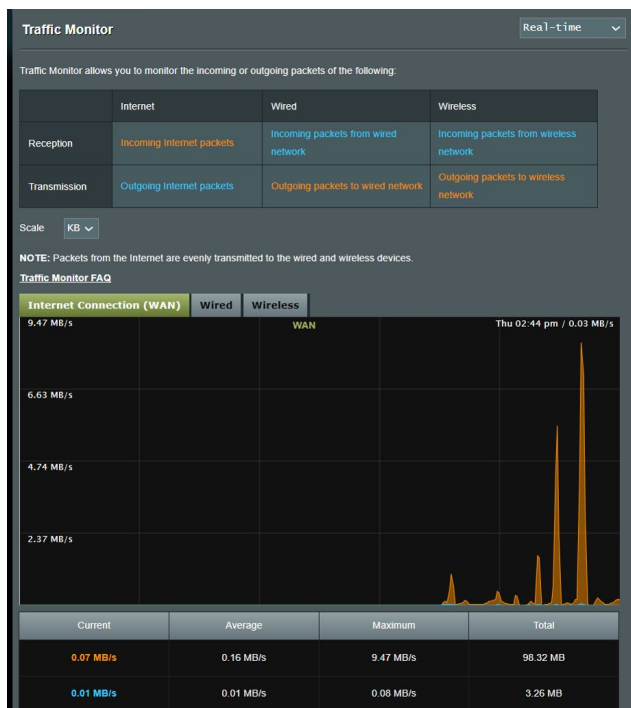 Traffic Monitor
Real-time
Traffic Monitor allows you to monitor the incoming or outgoing packets of the following:
Internet Wired Wireless
Reception Incoming Internet packets Incoming packets from wired network Incoming packets from wireless network
Transmission Outgoing Internet packets Outgoing packets to wired network Outgoing packets to wireless network
Scale KB
NOTE: Packets from the Internet are evenly transmitted to the wired and wireless devices.
Traffic Monitor FAQ
Internet Connection (WAN) Wired Wireless
9.47 MB/s WAN Thu 02:44 pm / 0.03 MB/s
6.63 MB/s
4.74 MB/s
2.37 MB/s
Current Average Maximum Total
0.07 MB/s 0.16 MB/s 9.47 MB/s 98.32 MB
0.01 MB/s 0.01 MB/s 0.08 MB/s 3.26 MB